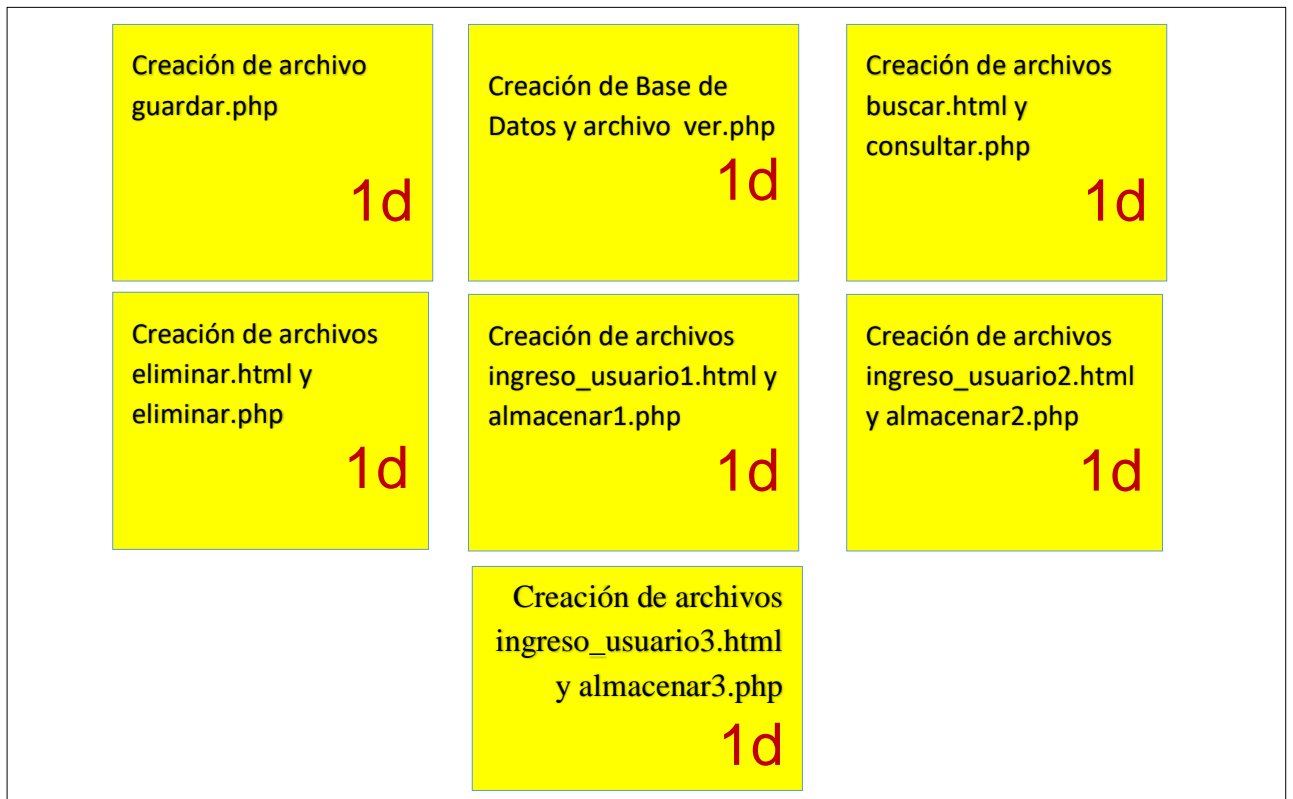 Creación de archivo
guardar.php
1d
Creación de Base de
Datos y archivo  ver.php
1d
Creación de archivos
buscar.html y
consultar.php
1d
Creación de archivos
eliminar.html y
eliminar.php
1d
Creación de archivos
ingreso_usuario1.html y
almacenar1.php
1d
Creación de archivos
ingreso_usuario2.html
y almacenar2.php
1d
Creación de archivos
ingreso_usuario3.html
y almacenar3.php
1d